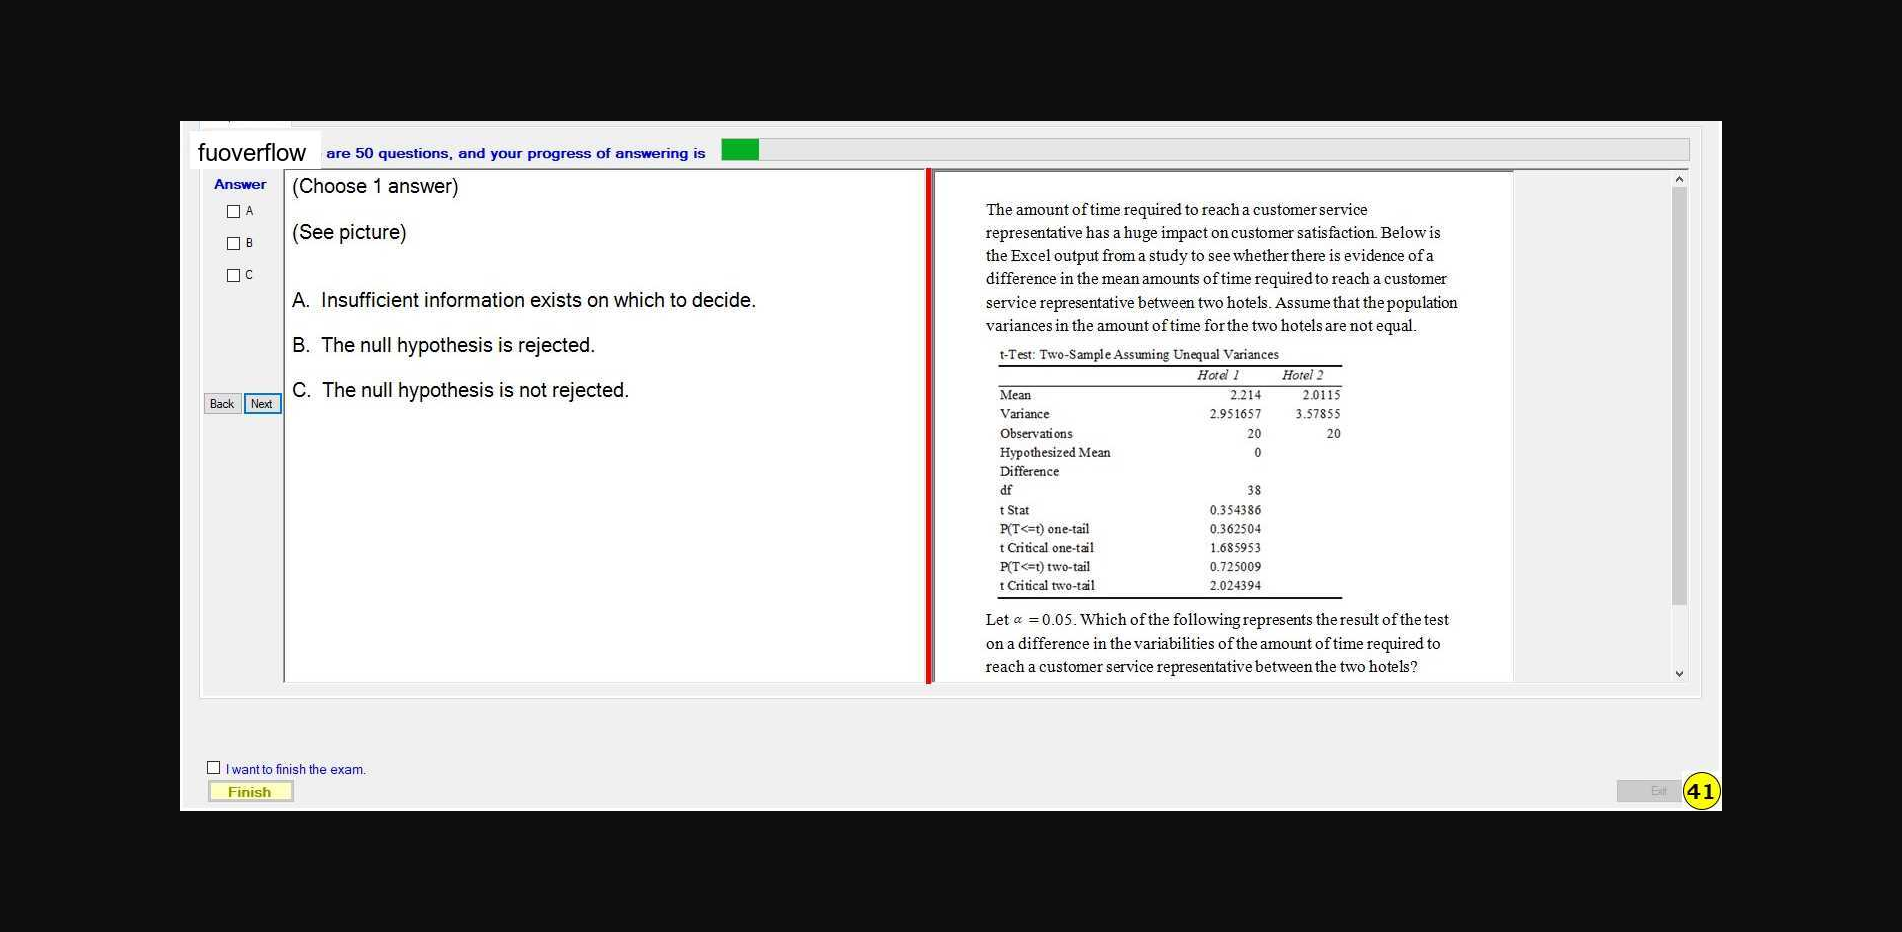 fuoverflow are 50 questions, and your progress of answering is
Answer
A
B
C
Back Next
(Choose 1 answer)
(See picture)
A. Insufficient information exists on which to decide.
B. The null hypothesis is rejected.
C. The null hypothesis is not rejected.
The amount of time required to reach a customer service
representative has a huge impact on customer satisfaction. Below is
the Excel output from a study to see whether there is evidence of a
difference in the mean amounts of time required to reach a customer
service representative between two hotels. Assume that the population
variances in the amount of time for the two hotels are not equal.
t-Test: Two-Sample Assuming Unequal Variances
Hotel 1 Hotel 2
Mean 2.214 2.0115
Variance 2.951657 3.57855
Observations 20 20
Hypothesized Mean 0
Difference
df 38
t Stat 0.354386
P(T<=t) one-tail 0.362504
t Critical one-tail 1.685953
P(T<=t) two-tail 0.725009
t Critical two-tail 2.024394
Let α = 0.05. Which of the following represents the result of the test
on a difference in the variabilities of the amount of time required to
reach a customer service representative between the two hotels?
I want to finish the exam.
Finish
Exit 41